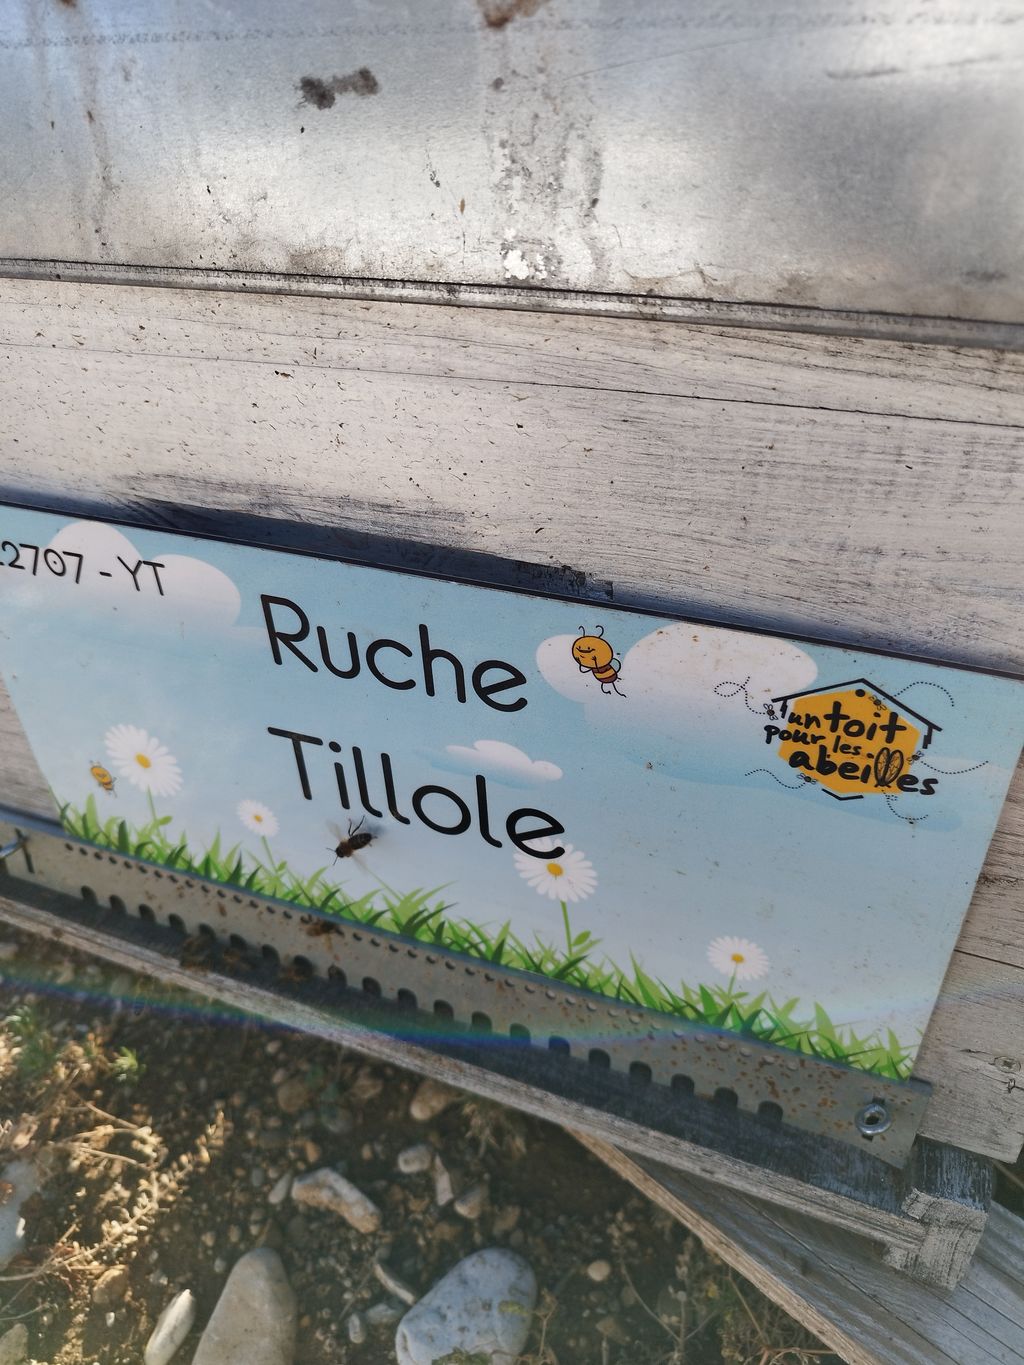 2707 - YT
Ruche
Tillole
un toit
pour les
abeilles